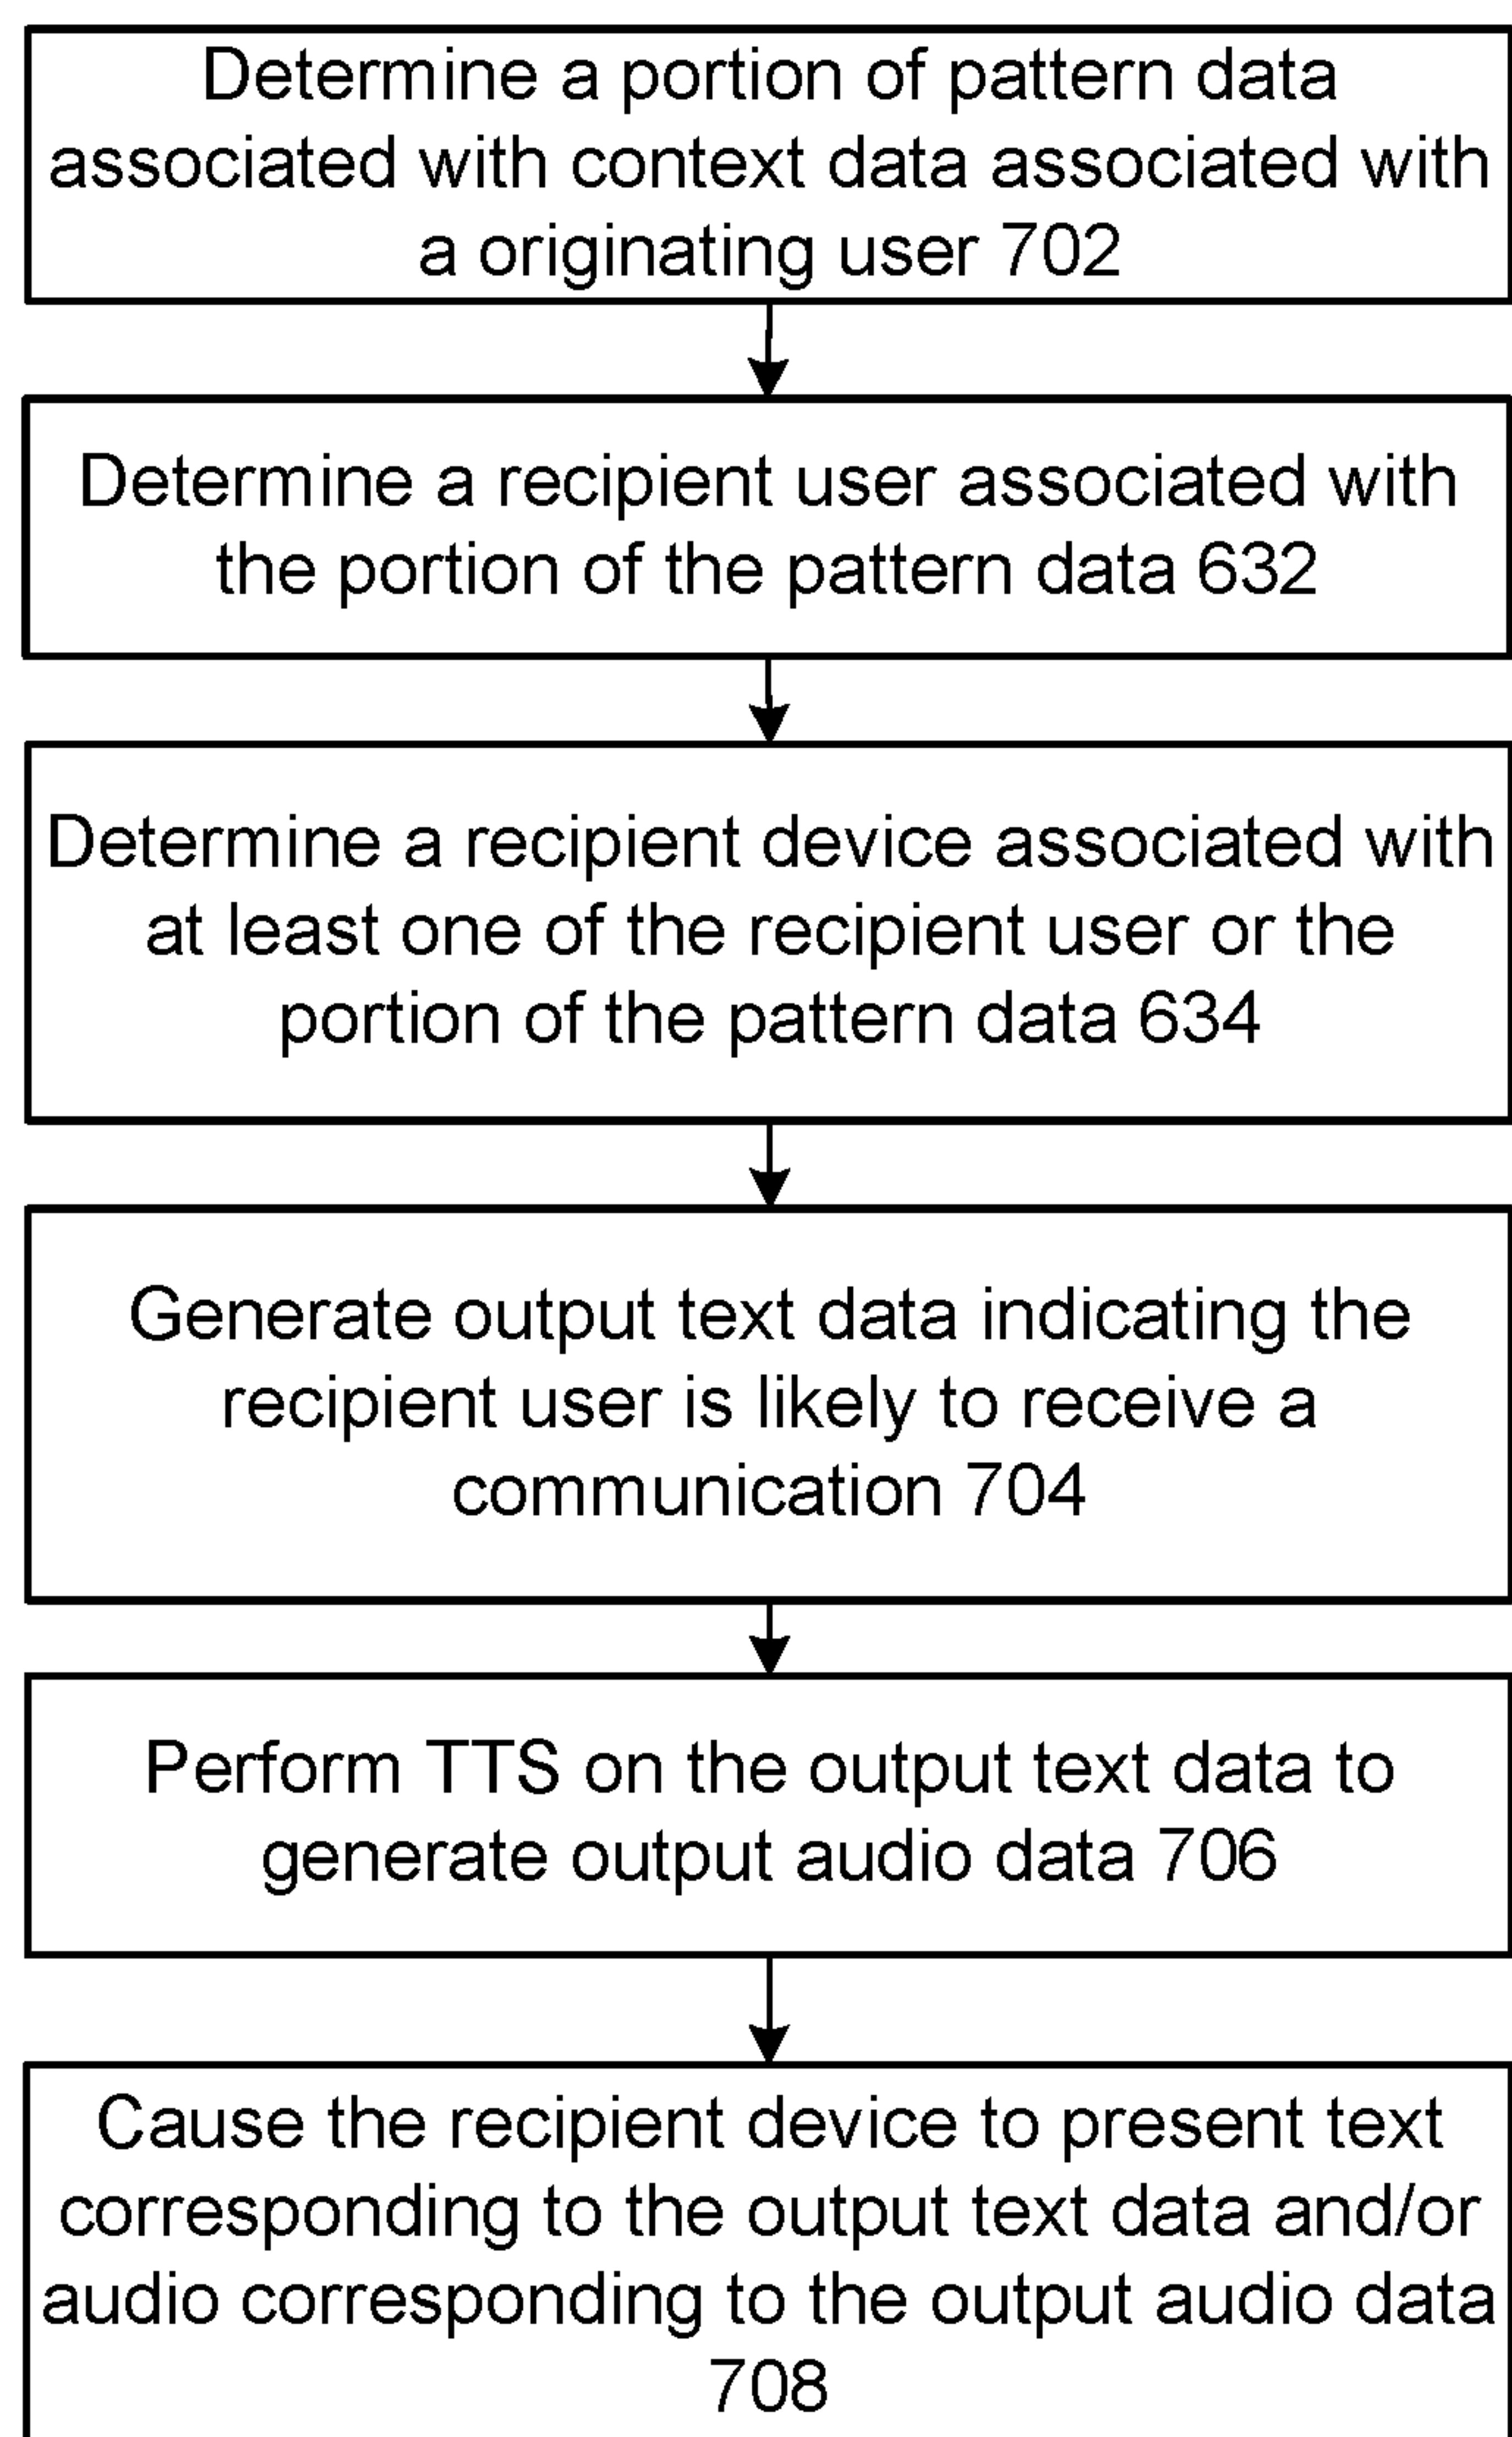 Determine a portion of pattern data
associated with context data associated with
a originating user 702
Determine a recipient user associated with
the portion of the pattern data 632
Determine a recipient device associated with
at least one of the recipient user or the
portion of the pattern data 634
Generate output text data indicating the
recipient user is likely to receive a
communication 704
Perform TTS on the output text data to
generate output audio data 706
Cause the recipient device to present text
corresponding to the output text data and/or
audio corresponding to the output audio data
708